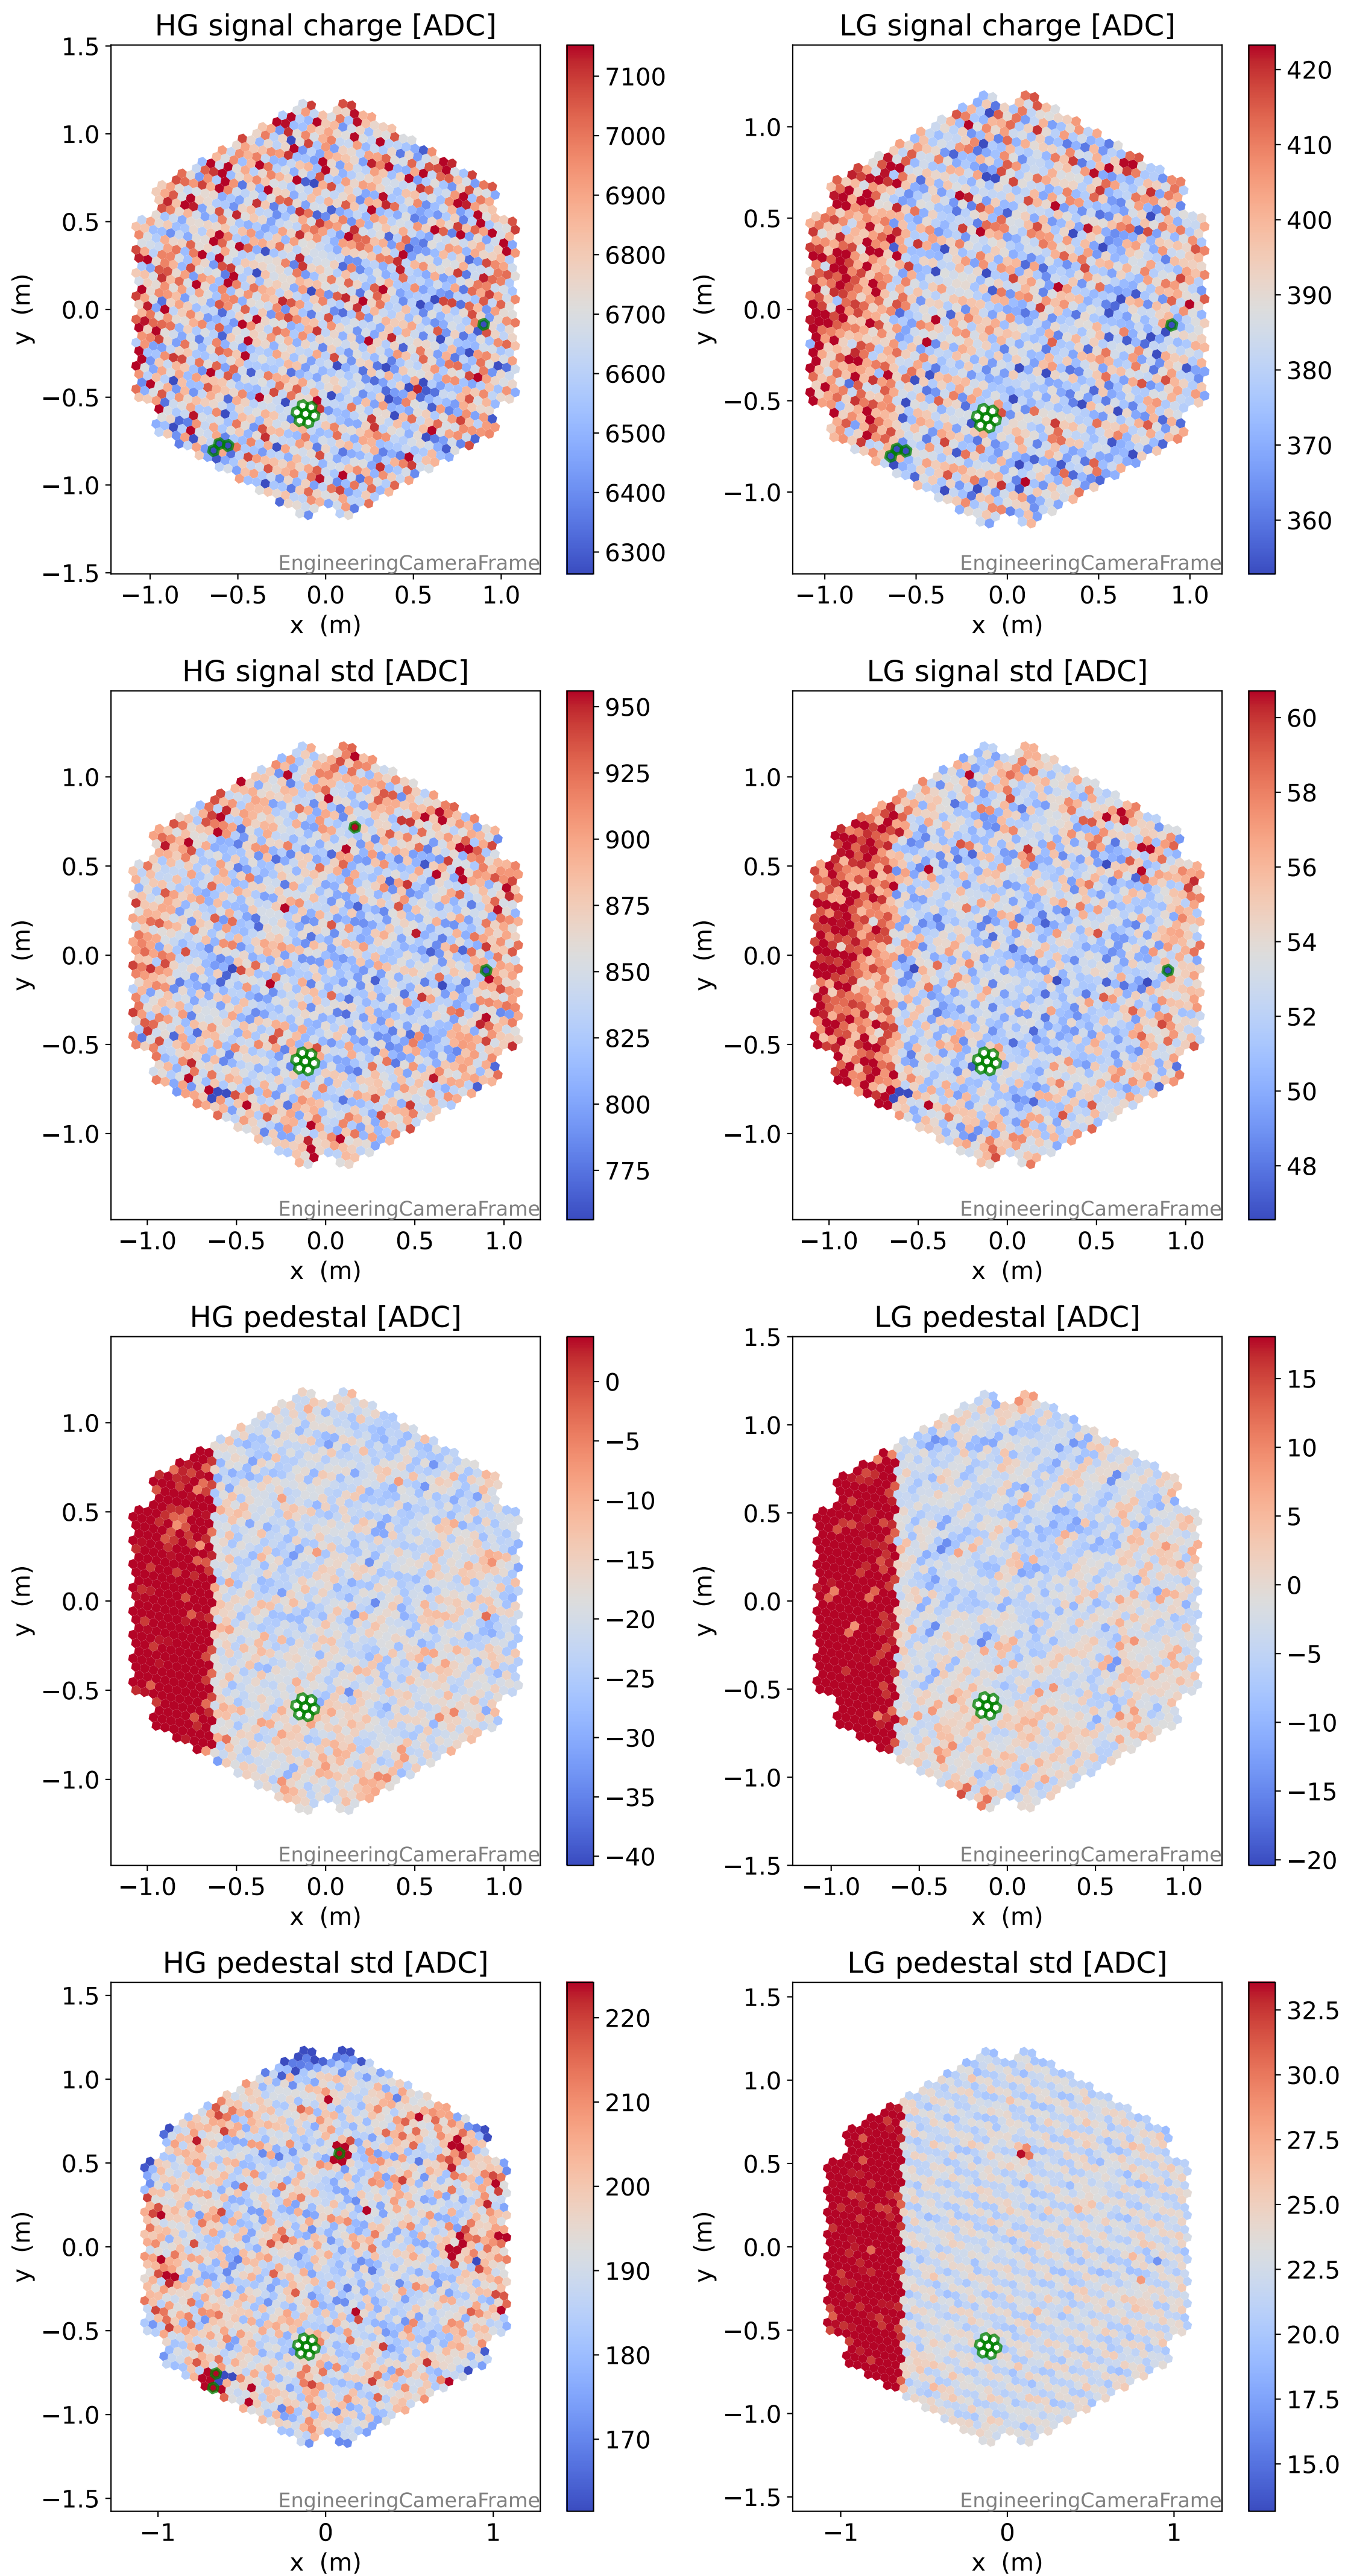 HG signal charge [ADC]
1.5
1.0
0.5
0.0
−0.5
−1.0
−1.5
y (m)
−1.0 −0.5 0.0 0.5 1.0
x (m)
EngineeringCameraFrame
7100
7000
6900
6800
6700
6600
6500
6400
6300
LG signal charge [ADC]
1.0
0.5
0.0
−0.5
−1.0
y (m)
−1.0 −0.5 0.0 0.5 1.0
x (m)
EngineeringCameraFrame
420
410
400
390
380
370
360
HG signal std [ADC]
1.0
0.5
0.0
−0.5
−1.0
y (m)
−1.0 −0.5 0.0 0.5 1.0
x (m)
EngineeringCameraFrame
950
925
900
875
850
825
800
775
LG signal std [ADC]
1.0
0.5
0.0
−0.5
−1.0
y (m)
−1.0 −0.5 0.0 0.5 1.0
x (m)
EngineeringCameraFrame
60
58
56
54
52
50
48
HG pedestal [ADC]
1.0
0.5
0.0
−0.5
−1.0
y (m)
−1.0 −0.5 0.0 0.5 1.0
x (m)
EngineeringCameraFrame
0
−5
−10
−15
−20
−25
−30
−35
−40
LG pedestal [ADC]
1.5
1.0
0.5
0.0
−0.5
−1.0
−1.5
y (m)
−1.0 −0.5 0.0 0.5 1.0
x (m)
EngineeringCameraFrame
15
10
5
0
−5
−10
−15
−20
HG pedestal std [ADC]
1.5
1.0
0.5
0.0
−0.5
−1.0
−1.5
y (m)
−1 0 1
x (m)
EngineeringCameraFrame
220
210
200
190
180
170
LG pedestal std [ADC]
1.5
1.0
0.5
0.0
−0.5
−1.0
−1.5
y (m)
−1 0 1
x (m)
EngineeringCameraFrame
32.5
30.0
27.5
25.0
22.5
20.0
17.5
15.0